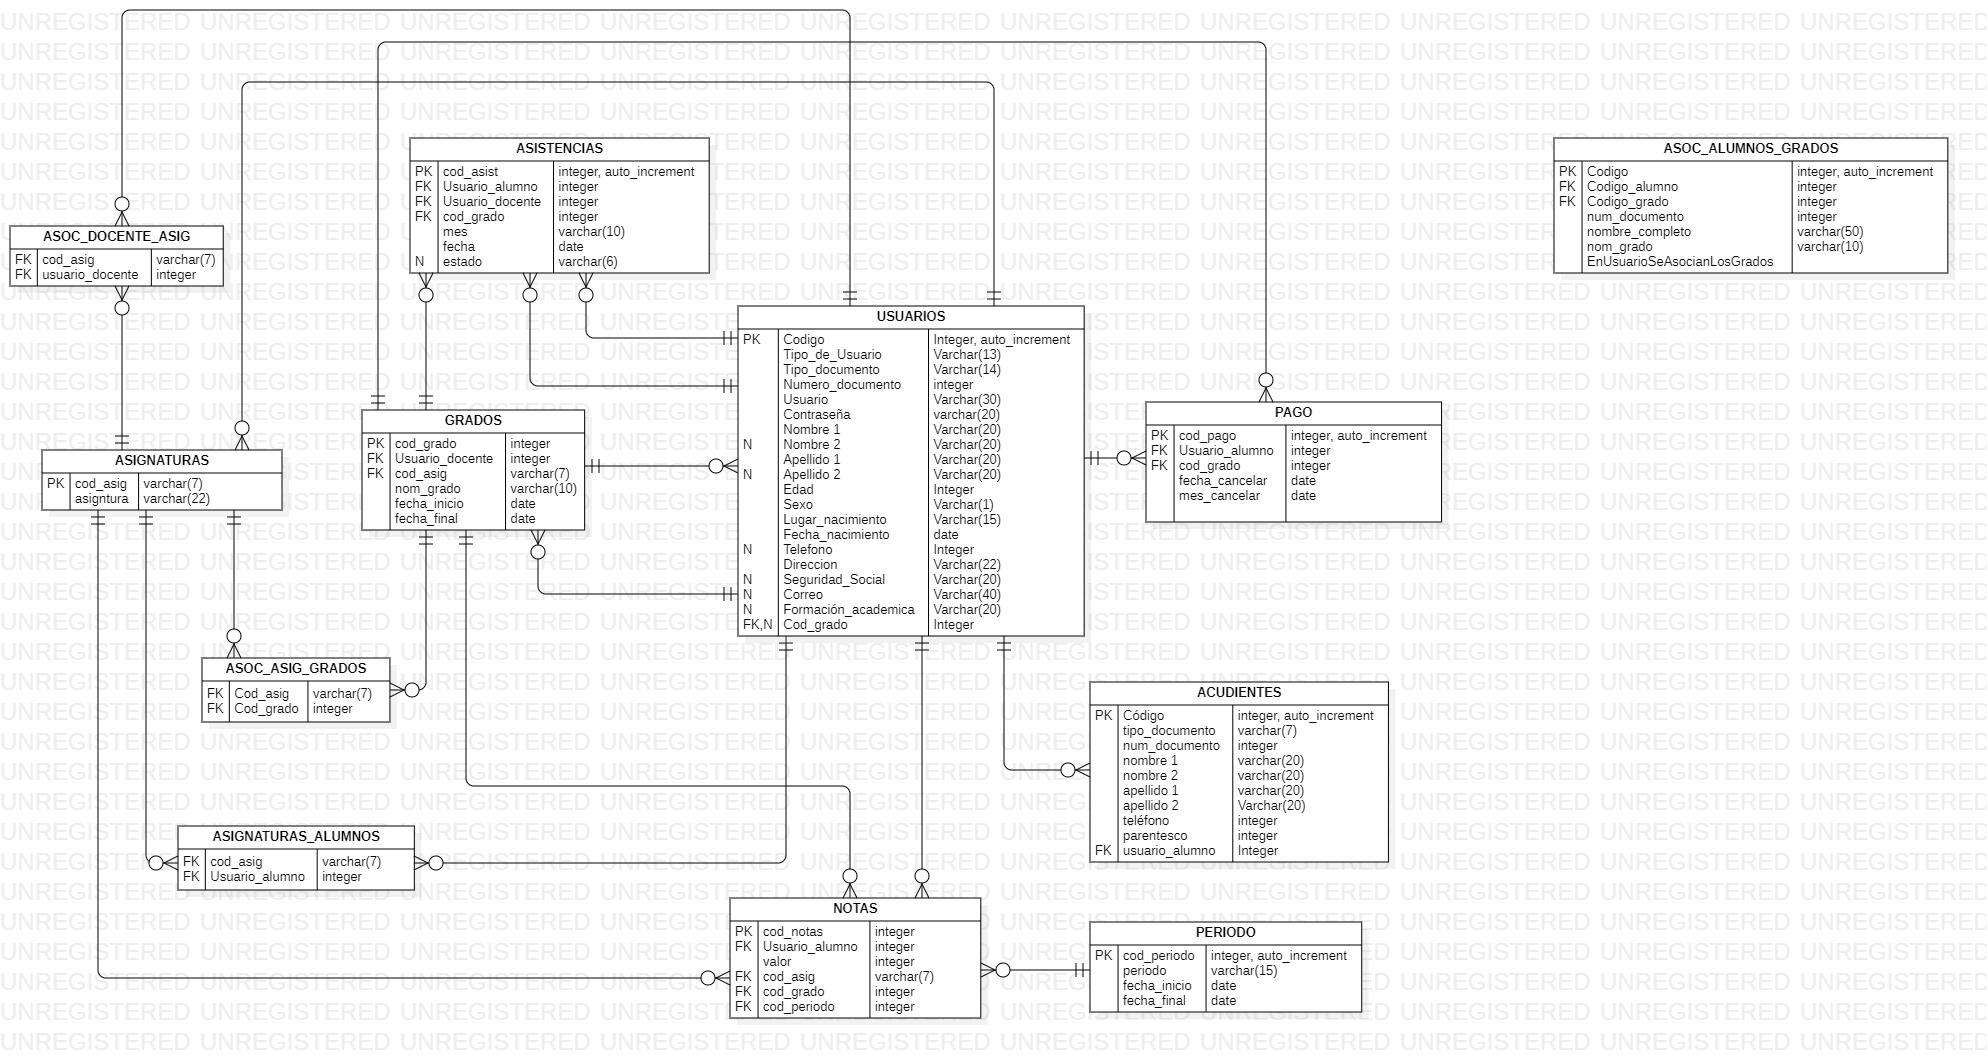 ASISTENCIAS
PK cod_asist integer, auto_increment
FK Usuario_alumno integer
FK Usuario_docente integer
FK cod_grado integer
mes varchar(10)
fecha date
N estado varchar(6)
ASOC_ALUMNOS_GRADOS
PK Codigo integer, auto_increment
FK Codigo_alumno integer
FK Codigo_grado integer
num_documento integer
nombre_completo varchar(50)
nom_grado varchar(10)
EnUsuarioSeAsocianLosGrados
ASOC_DOCENTE_ASIG
FK cod_asig varchar(7)
FK usuario_docente integer
USUARIOS
PK Codigo Integer, auto_increment
Tipo_de_Usuario Varchar(13)
Tipo_documento Varchar(14)
Numero_documento integer
Usuario Varchar(30)
Contraseña varchar(20)
Nombre 1 Varchar(20)
N Nombre 2 Varchar(20)
Apellido 1 Varchar(20)
N Apellido 2 Varchar(20)
Edad Integer
Sexo Varchar(1)
Lugar_nacimiento Varchar(15)
Fecha_nacimiento date
N Telefono Integer
Direccion Varchar(22)
N Seguridad_Social Varchar(20)
N Correo Varchar(40)
N Formación_academica Varchar(20)
FK,N Cod_grado Integer
GRADOS
PK cod_grado integer
FK Usuario_docente integer
FK cod_asig varchar(7)
nom_grado varchar(10)
fecha_inicio date
fecha_final date
PAGO
PK cod_pago integer, auto_increment
FK Usuario_alumno integer
FK cod_grado integer
fecha_cancelar date
mes_cancelar date
ASIGNATURAS
PK cod_asig varchar(7)
asigntura varchar(22)
ASOC_ASIG_GRADOS
FK Cod_asig varchar(7)
FK Cod_grado integer
ACUDIENTES
PK Código integer, auto_increment
tipo_documento varchar(7)
num_documento integer
nombre 1 varchar(20)
nombre 2 varchar(20)
apellido 1 varchar(20)
apellido 2 Varchar(20)
teléfono integer
parentesco integer
FK usuario_alumno Integer
ASIGNATURAS_ALUMNOS
FK cod_asig varchar(7)
FK Usuario_alumno integer
NOTAS
PK cod_notas integer
FK Usuario_alumno integer
valor integer
FK cod_asig varchar(7)
FK cod_grado integer
FK cod_periodo integer
PERIODO
PK cod_periodo integer, auto_increment
periodo varchar(15)
fecha_inicio date
fecha_final date